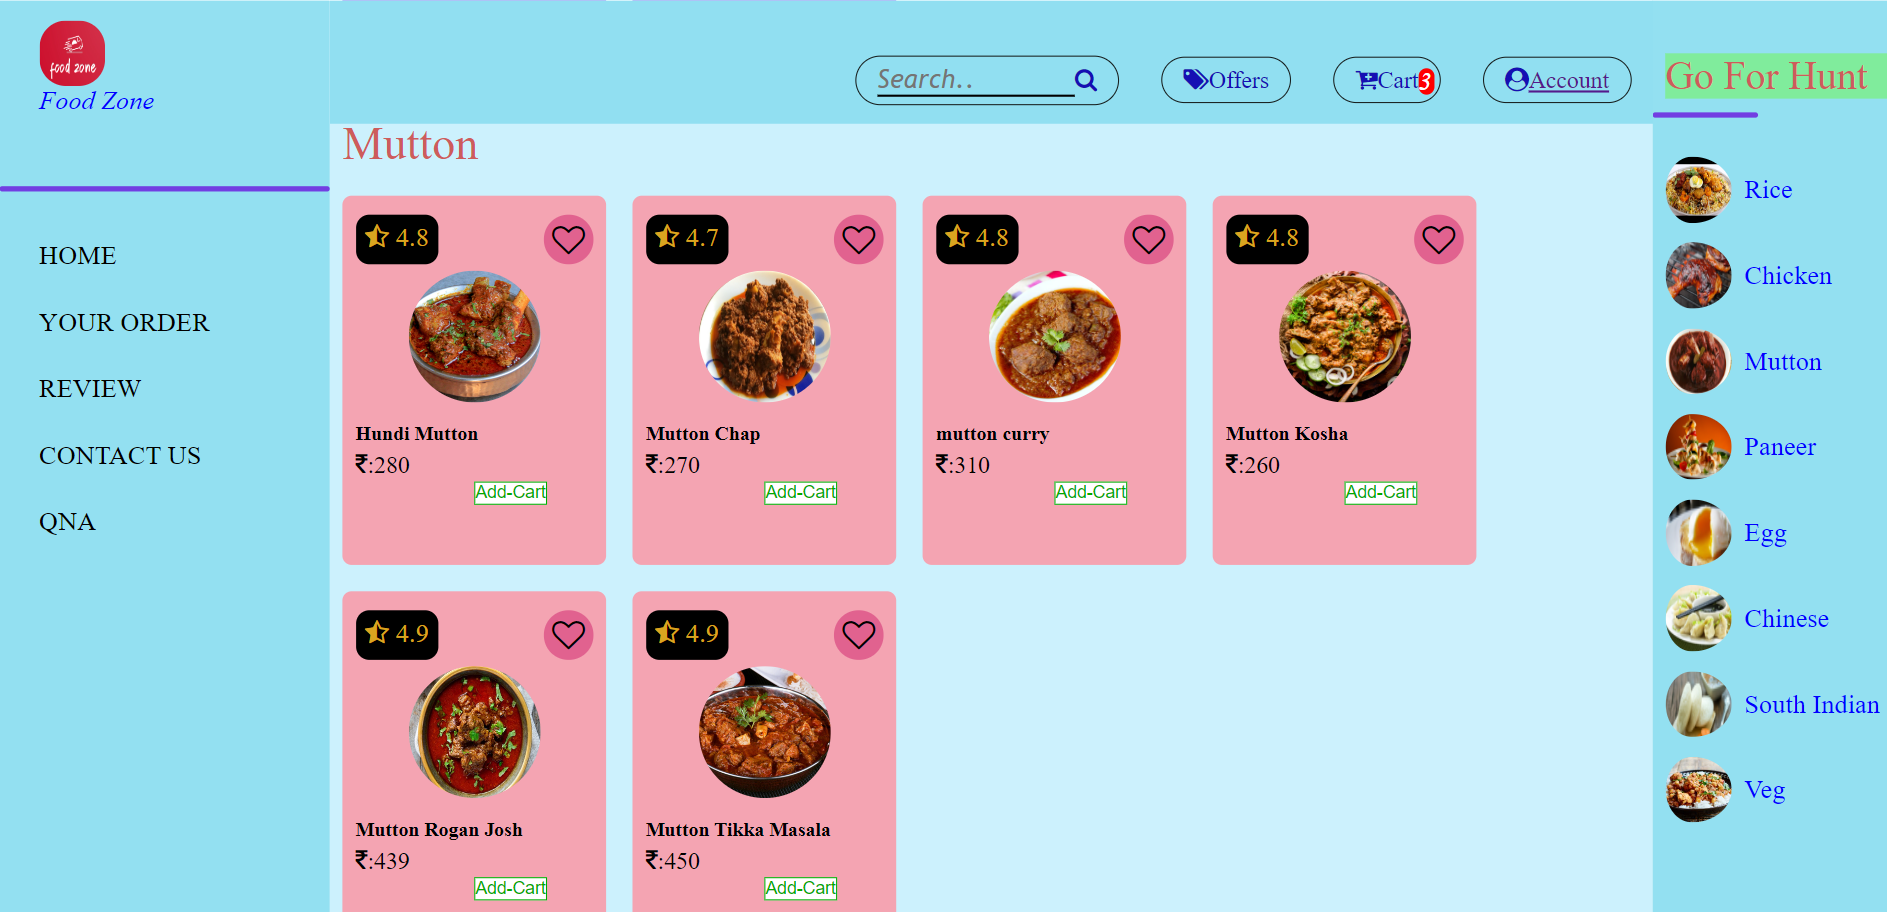 food zone
Food Zone
HOME
YOUR ORDER
REVIEW
CONTACT US
QNA
Search..
Offers
Cart3
Account
Mutton
4.8
Hundi Mutton
₹:280
Add-Cart
4.7
Mutton Chap
₹:270
Add-Cart
4.8
mutton curry
₹:310
Add-Cart
4.8
Mutton Kosha
₹:260
Add-Cart
4.9
Mutton Rogan Josh
₹:439
Add-Cart
4.9
Mutton Tikka Masala
₹:450
Add-Cart
Go For Hunt
Rice
Chicken
Mutton
Paneer
Egg
Chinese
South Indian
Veg